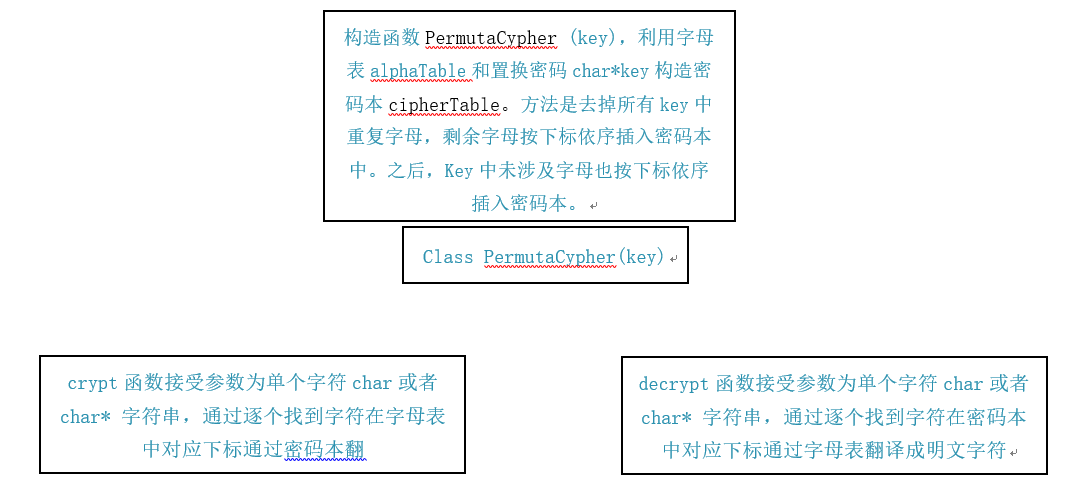 构造函数 PermutaCypher (key)，利用字母
表 alphaTable 和置换密码 char*key 构造密
码本 cipherTable。方法是去掉所有 key 中
重复字母，剩余字母按下标依序插入密码本
中。之后，Key 中未涉及字母也按下标依序
插入密码本。
Class PermutaCypher(key)
crypt 函数接受参数为单个字符 char 或者
char* 字符串，通过逐个找到字符在字母表
中对应下标通过密码本翻
decrypt 函数接受参数为单个字符 char 或者
char* 字符串，通过逐个找到字符在密码本
中对应下标通过字母表翻译成明文字符